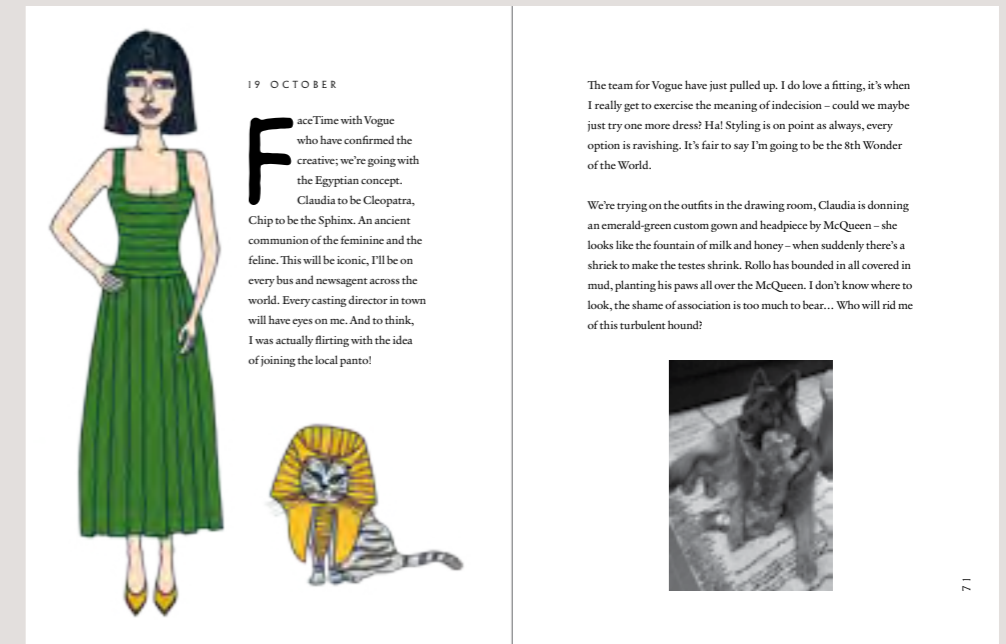 19 OCTOBER
FaceTime with Vogue
who have confirmed the
creative; we're going with
the Egyptian concept.
Claudia to be Cleopatra,
Chip to be the Sphinx. An ancient
communion of the feminine and the
feline. This will be iconic, I'll be on
every bus and newsagent across the
world. Every casting director in town
will have eyes on me. And to think,
I was actually flirting with the idea
of joining the local panto!
The team for Vogue have just pulled up. I do love a fitting, it's when
I really get to exercise the meaning of indecision – could we maybe
just try one more dress? Ha! Styling is on point as always, every
option is ravishing. It's fair to say I'm going to be the 8th Wonder
of the World.
We're trying on the outfits in the drawing room, Claudia is donning
an emerald-green custom gown and headpiece by McQueen – she
looks like the fountain of milk and honey – when suddenly there's a
shriek to make the testes shrink. Rollo has bounded in all covered in
mud, planting his paws all over the McQueen. I don't know where to
look, the shame of association is too much to bear… Who will rid me
of this turbulent hound?
71